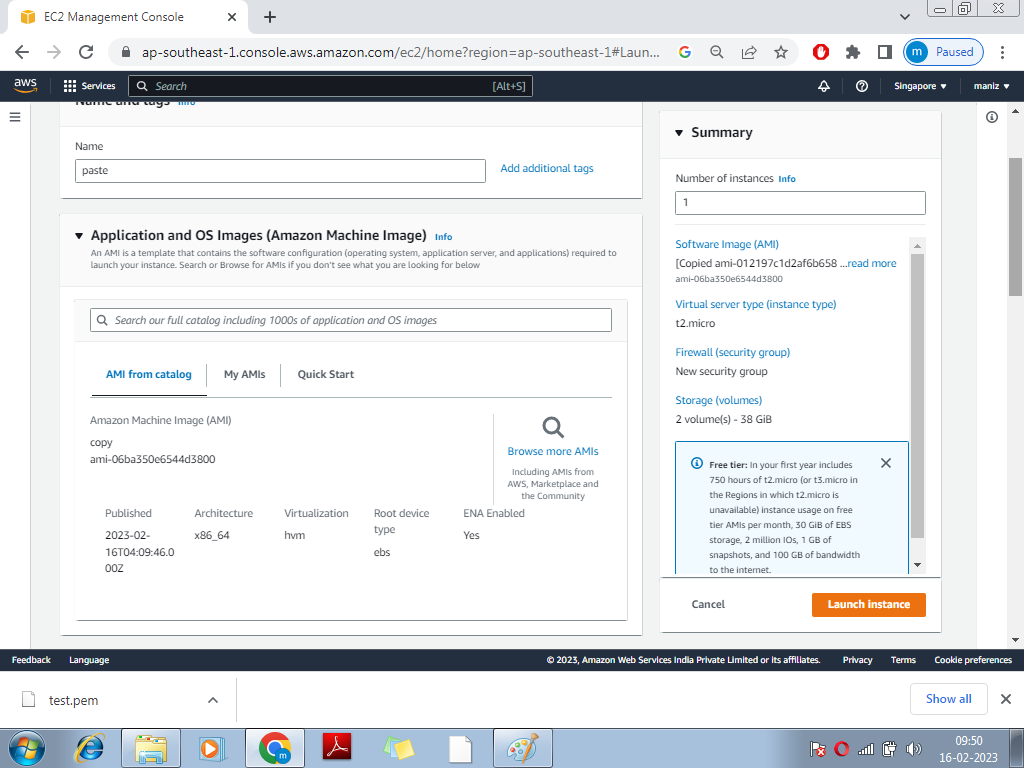 EC2 Management Console
ap-southeast-1.console.aws.amazon.com/ec2/home?region=ap-southeast-1#Laun...
m Paused
aws
Services
Search [Alt+S]
Singapore
maniz
Name and tags Info
Name
paste
Add additional tags
Application and OS Images (Amazon Machine Image) Info
An AMI is a template that contains the software configuration (operating system, application server, and applications) required to
launch your instance. Search or Browse for AMIs if you don't see what you are looking for below
Search our full catalog including 1000s of application and OS images
AMI from catalog
My AMIs
Quick Start
Amazon Machine Image (AMI)
copy
ami-06ba350e6544d3800
Browse more AMIs
Including AMIs from
AWS, Marketplace and
the Community
Published
2023-02-
16T04:09:46.0
00Z
Architecture
x86_64
Virtualization
hvm
Root device
type
ebs
ENA Enabled
Yes
Summary
Number of instances Info
1
Software Image (AMI)
[Copied ami-012197c1d2af6b658 ...read more
ami-06ba350e6544d3800
Virtual server type (instance type)
t2.micro
Firewall (security group)
New security group
Storage (volumes)
2 volume(s) - 38 GiB
Free tier: In your first year includes
750 hours of t2.micro (or t3.micro in
the Regions in which t2.micro is
unavailable) instance usage on free
tier AMIs per month, 30 GiB of EBS
storage, 2 million IOs, 1 GB of
snapshots, and 100 GB of bandwidth
to the internet.
Cancel
Launch instance
Feedback
Language
© 2023, Amazon Web Services India Private Limited or its affiliates.
Privacy
Terms
Cookie preferences
test.pem
Show all
09:50
16-02-2023